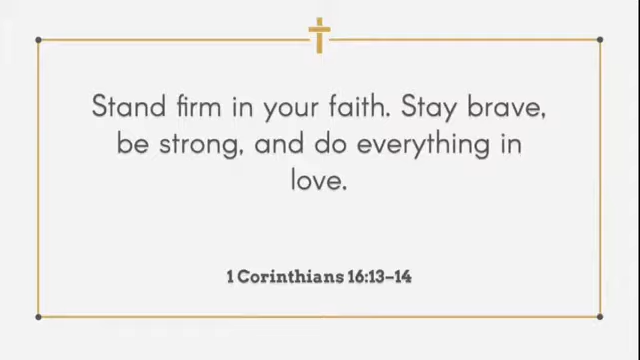 Stand firm in your faith. Stay brave,
be strong, and do everything in
love.
1 Corinthians 16:13–14